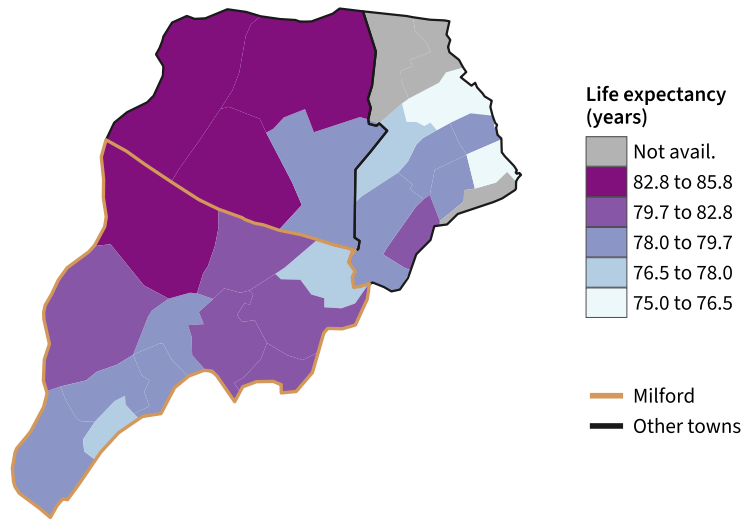 Life expectancy
(years)
Not avail.
82.8 to 85.8
79.7 to 82.8
78.0 to 79.7
76.5 to 78.0
75.0 to 76.5
Milford
Other towns